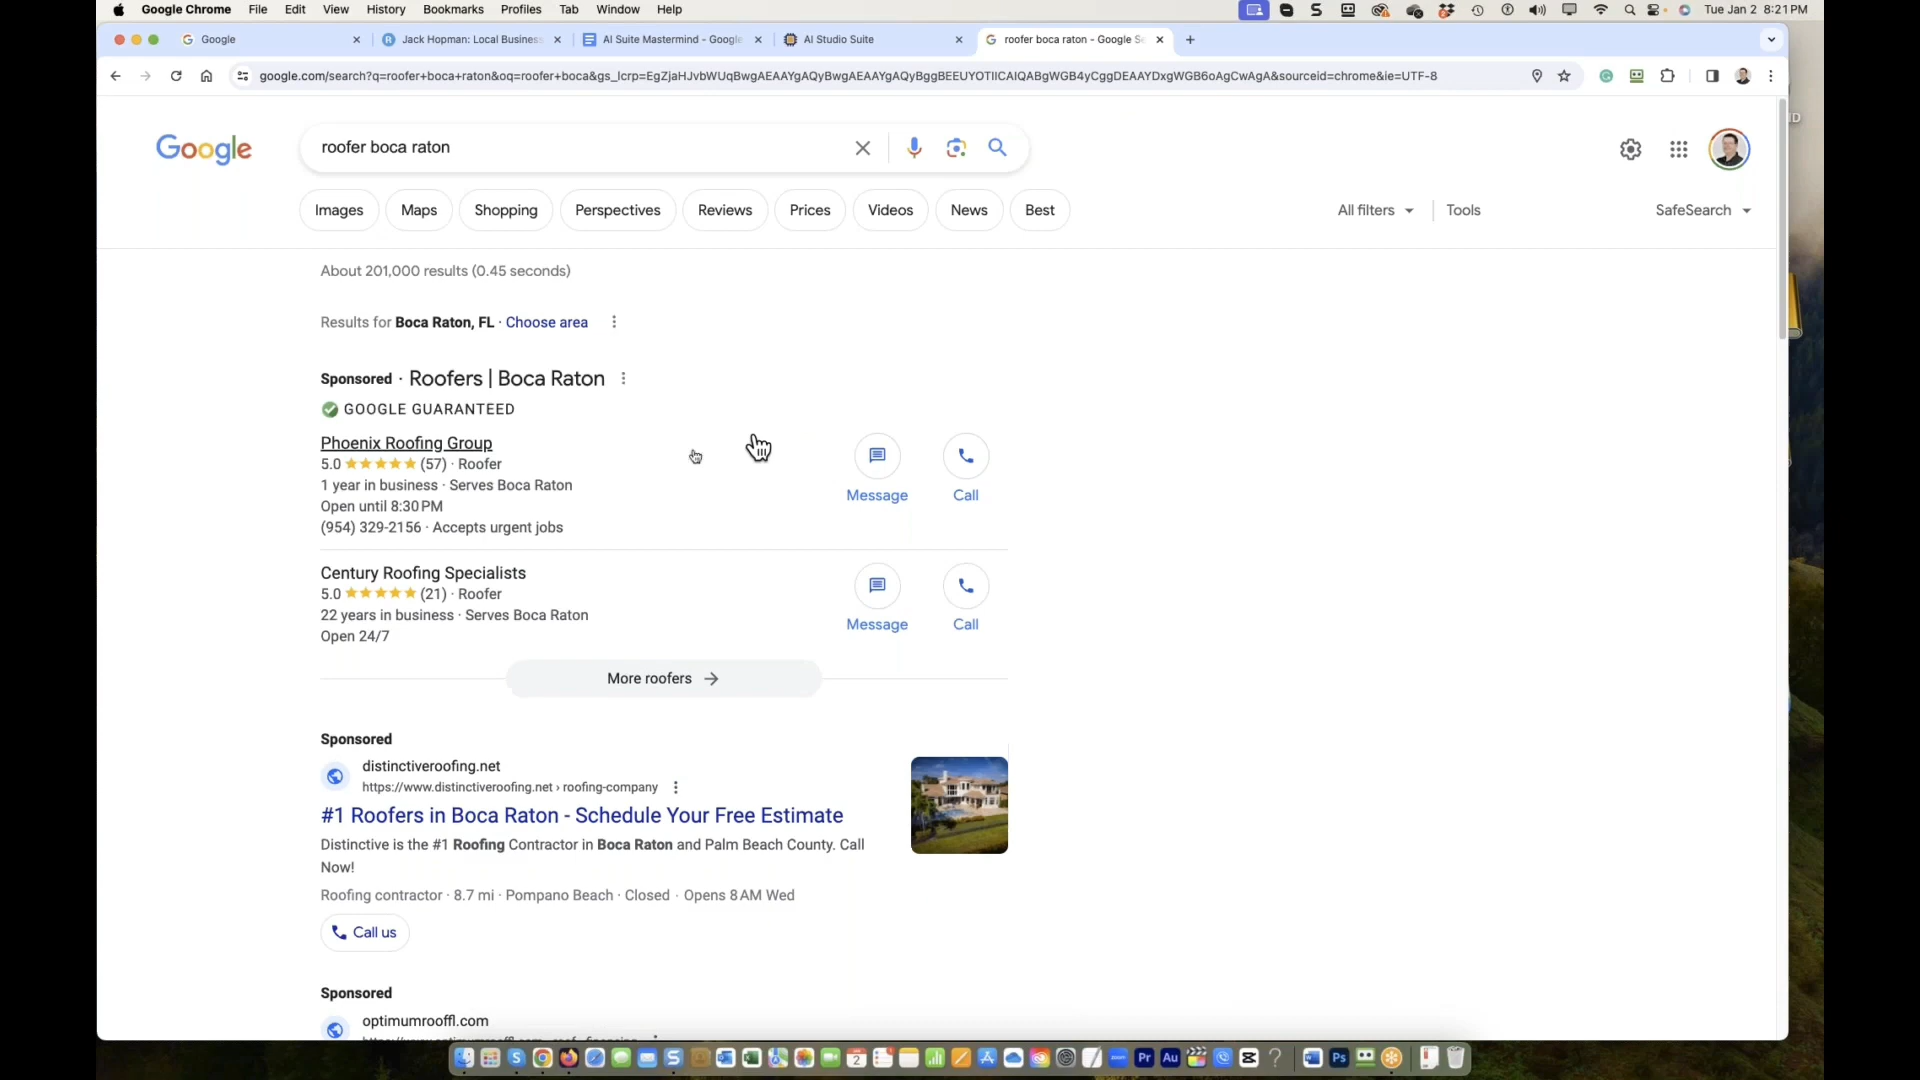 Google Chrome File Edit View History Bookmarks Profiles Tab Window Help Tue Jan 2 8:21 PM
Google Jack Hopman: Local Business AI Suite Mastermind - Google AI Studio Suite roofer boca raton - Google Se
google.com/search?q=roofer+boca+raton&oq=roofer+boca&gs_lcrp=EgZjaHJvbWUqBwgAEAAYgAQyBwgAEAAYgAQyBggBEEUYOTIICAIQABgWGB4yCggDEAAYDxgWGB6oAgCwAgA&sourceid=chrome&ie=UTF-8
Google roofer boca raton
Images Maps Shopping Perspectives Reviews Prices Videos News Best All filters Tools SafeSearch
About 201,000 results (0.45 seconds)
Results for Boca Raton, FL · Choose area
Sponsored · Roofers | Boca Raton
GOOGLE GUARANTEED
Phoenix Roofing Group
5.0 (57) · Roofer
1 year in business · Serves Boca Raton
Message Call
Open until 8:30 PM
(954) 329-2156 · Accepts urgent jobs
Century Roofing Specialists
5.0 (21) · Roofer
22 years in business · Serves Boca Raton
Message Call
Open 24/7
More roofers
Sponsored
distinctiveroofing.net
https://www.distinctiveroofing.net › roofing-company
#1 Roofers in Boca Raton - Schedule Your Free Estimate
Distinctive is the #1 Roofing Contractor in Boca Raton and Palm Beach County. Call
Now!
Roofing contractor · 8.7 mi · Pompano Beach · Closed · Opens 8 AM Wed
Call us
Sponsored
optimumrooffl.com